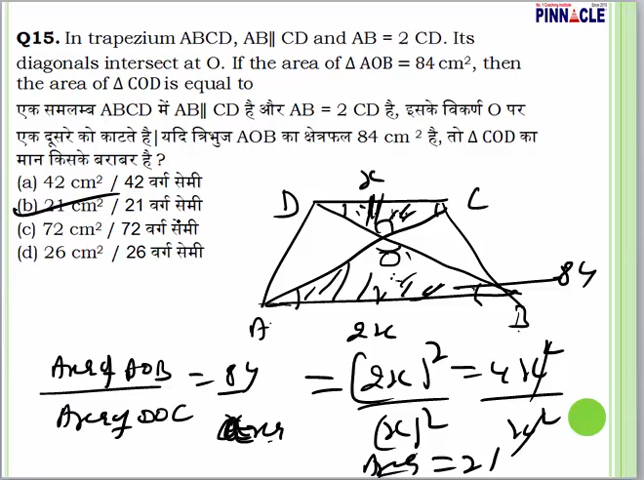 No. 1 Coaching Institute Since 2013
PINNACLE
Q15. In trapezium ABCD, AB∥ CD and AB = 2 CD. Its
diagonals intersect at O. If the area of Δ AOB = 84 cm², then
the area of Δ COD is equal to
एक समलम्ब ABCD में AB∥ CD है और AB = 2 CD है, इसके विकर्ण O पर
एक दूसरे को काटते है| यदि त्रिभुज AOB का क्षेत्रफल 84 cm ² है, तो Δ COD का
मान किसके बराबर है ?
(a) 42 cm² / 42 वर्ग सेमी
(b) 21 cm² / 21 वर्ग सेमी
(c) 72 cm² / 72 वर्ग सेंमी
(d) 26 cm² / 26 वर्ग सेमी
x
D C
O
84
A B
2x
Area of AOB = 84 = (2x)² = 4x²
Area of DOC (x)² x²
Ans = 21